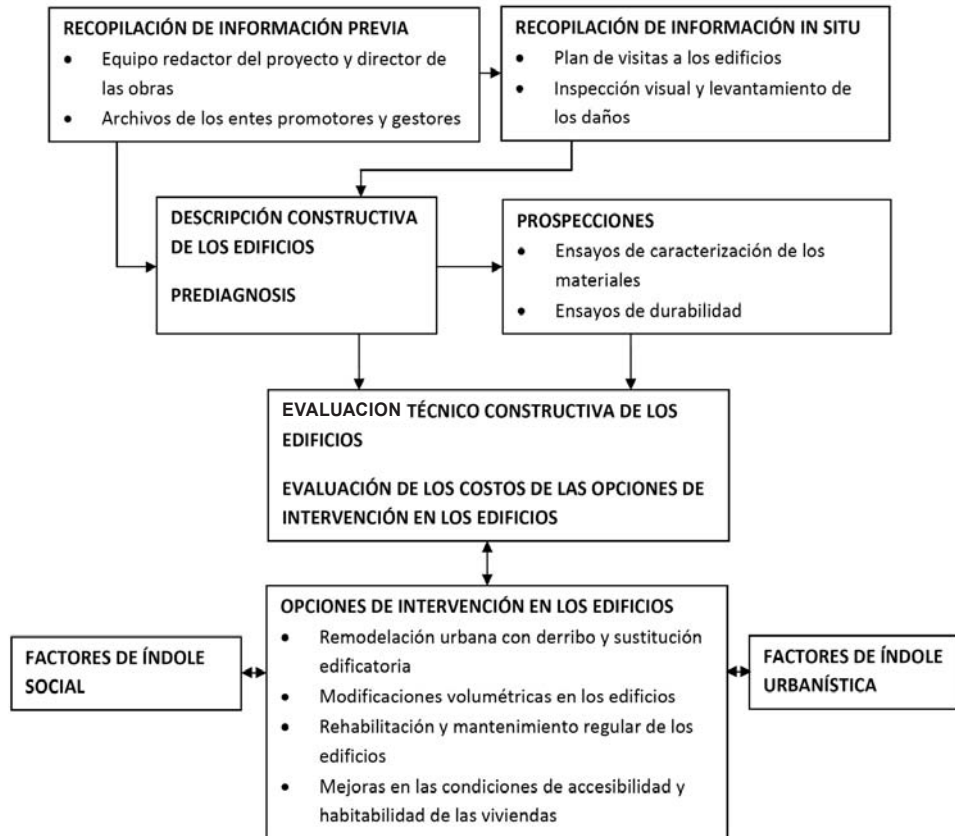 RECOPILACIÓN DE INFORMACIÓN PREVIA
• Equipo redactor del proyecto y director de
las obras
• Archivos de los entes promotores y gestores
RECOPILACIÓN DE INFORMACIÓN IN SITU
• Plan de visitas a los edificios
• Inspección visual y levantamiento de
los daños
DESCRIPCIÓN CONSTRUCTIVA
DE LOS EDIFICIOS
PREDIAGNOSIS
PROSPECCIONES
• Ensayos de caracterización de los
materiales
• Ensayos de durabilidad
EVALUACION TÉCNICO CONSTRUCTIVA DE LOS
EDIFICIOS
EVALUACIÓN DE LOS COSTOS DE LAS OPCIONES DE
INTERVENCIÓN EN LOS EDIFICIOS
FACTORES DE ÍNDOLE
SOCIAL
OPCIONES DE INTERVENCIÓN EN LOS EDIFICIOS
• Remodelación urbana con derribo y sustitución
edificatoria
• Modificaciones volumétricas en los edificios
• Rehabilitación y mantenimiento regular de los
edificios
• Mejoras en las condiciones de accesibilidad y
habitabilidad de las viviendas
FACTORES DE ÍNDOLE
URBANÍSTICA